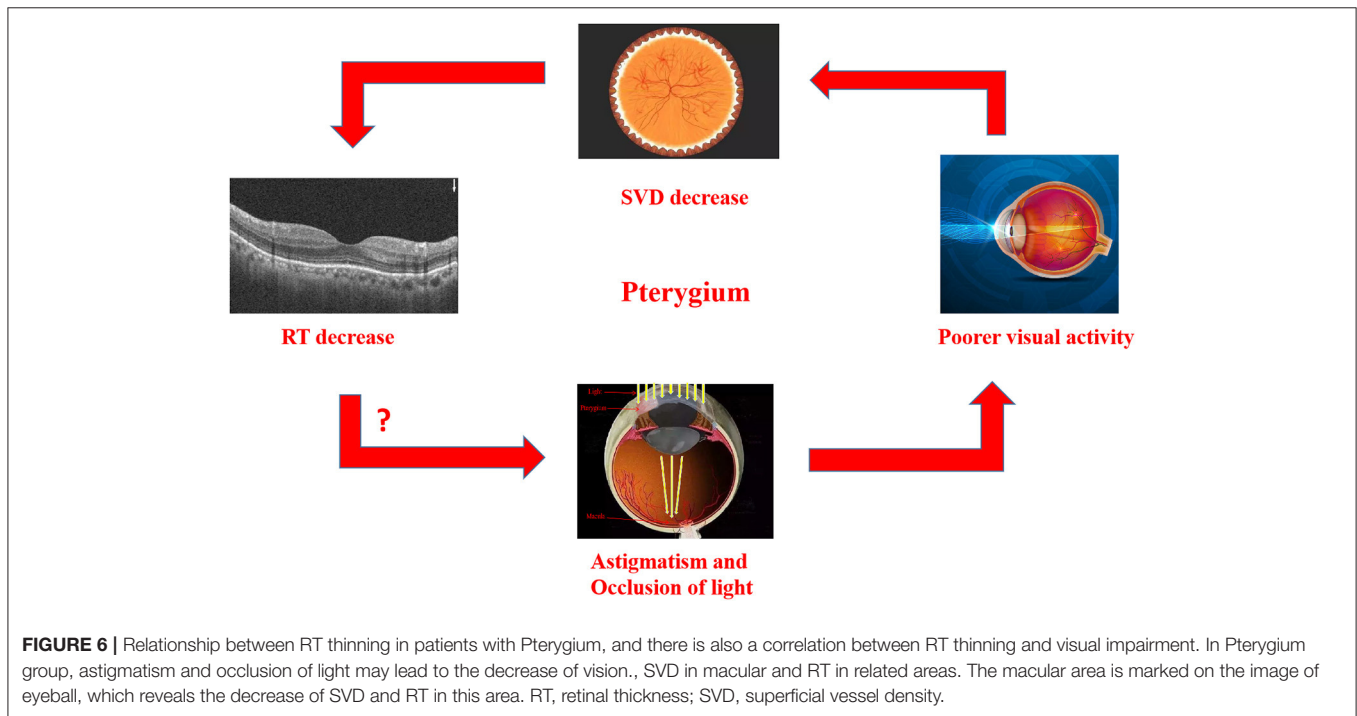 SVD decrease
Pterygium
RT decrease
Poorer visual activity
?
Light
Pterygium
Macula
Astigmatism and
Occlusion of light
FIGURE 6 | Relationship between RT thinning in patients with Pterygium, and there is also a correlation between RT thinning and visual impairment. In Pterygium
group, astigmatism and occlusion of light may lead to the decrease of vision., SVD in macular and RT in related areas. The macular area is marked on the image of
eyeball, which reveals the decrease of SVD and RT in this area. RT, retinal thickness; SVD, superficial vessel density.